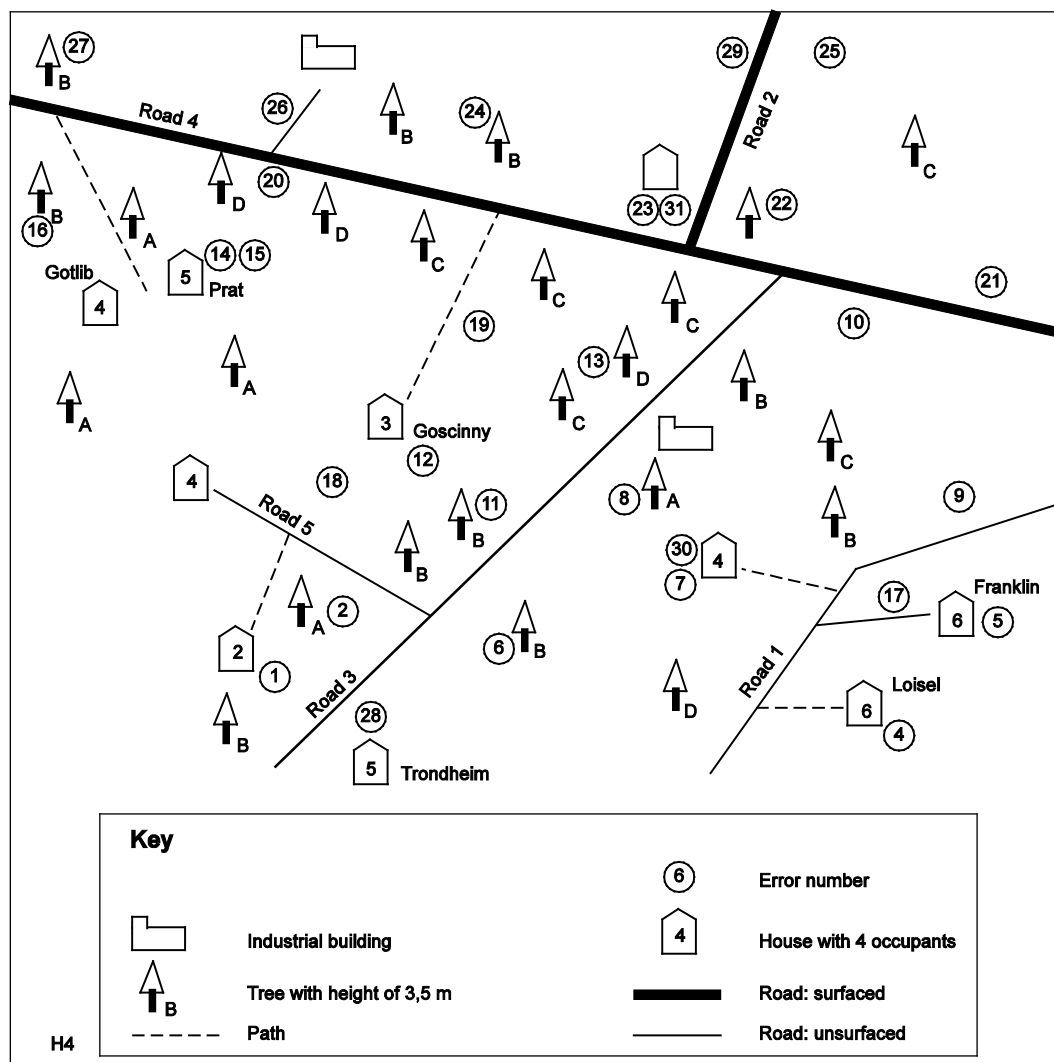 27
B
29
25
Road 4
26
Road 2
24
B
B
C
20
B
16
D
D
A
23 31
22
14 15
C
Gotlib
5
Prat
4
C
21
C
19
10
13
D
A
B
A
3
Goscinny
C
12
C
4
18
8
A
9
11
B
Road 5
B
B
30
4
7
17
Franklin
A
2
6
B
6
5
2
1
Road 3
Road 1
Loisel
D
6
4
B
28
5
Trondheim
Key
6
Error number
Industrial building
4
House with 4 occupants
B
Tree with height of 3,5 m
Road: surfaced
Path
Road: unsurfaced
H4